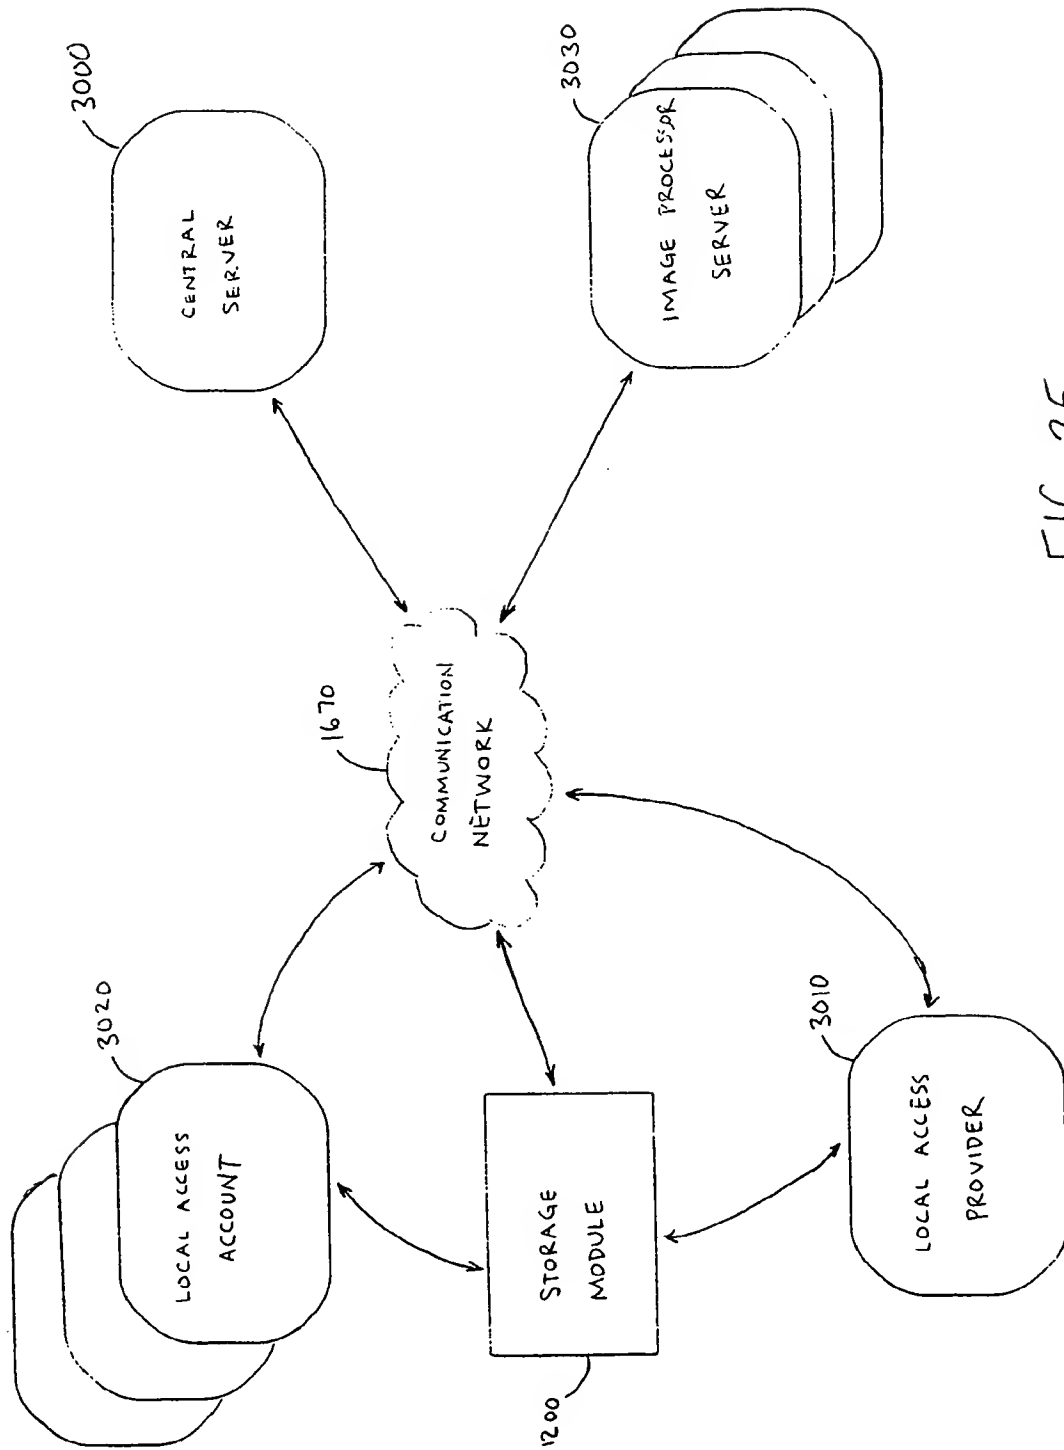 3020
LOCAL ACCESS
ACCOUNT
3000
CENTRAL
SERVER
1670
COMMUNICATION
NETWORK
1200
STORAGE
MODULE
3030
IMAGE PROCESSOR
SERVER
3010
LOCAL ACCESS
PROVIDER
FIG.